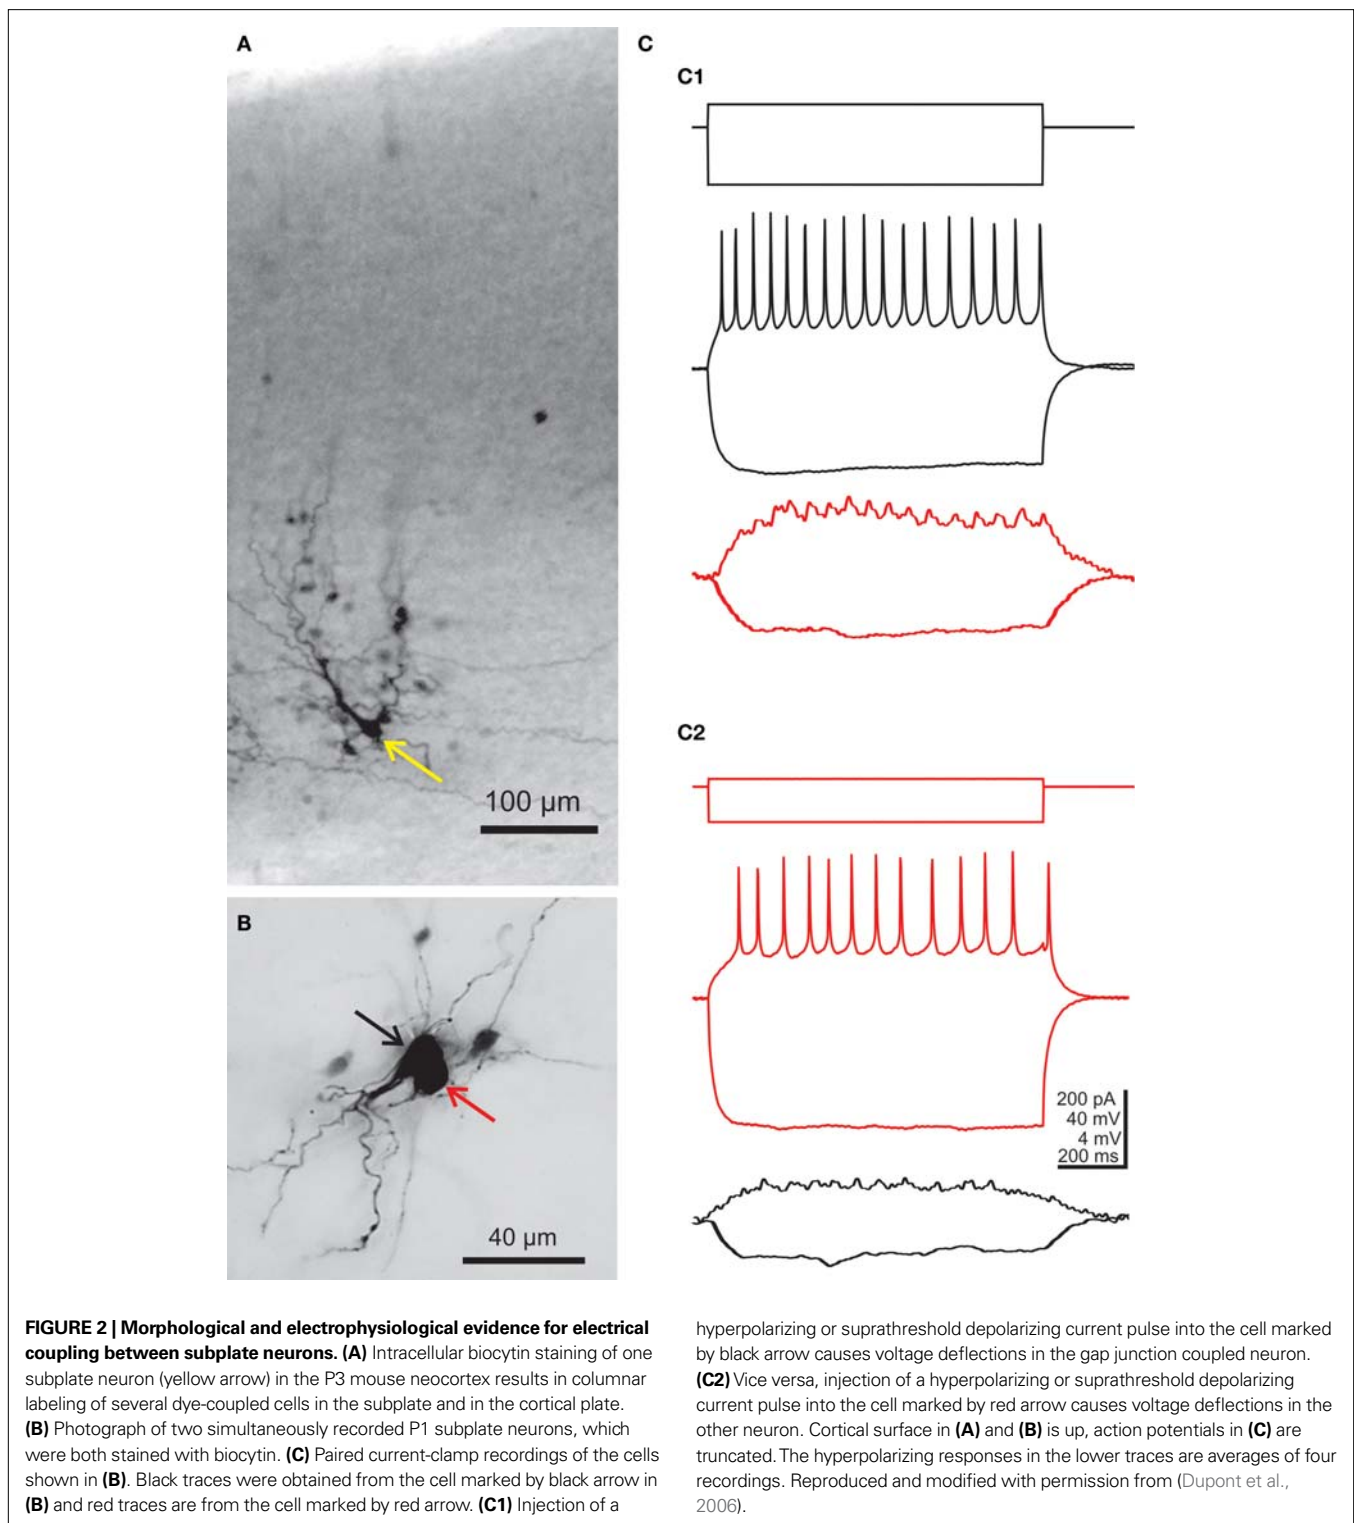 A
C
C1
100 µm
C2
B
200 pA
40 mV
4 mV
200 ms
40 µm
FIGURE 2 | Morphological and electrophysiological evidence for electrical
coupling between subplate neurons. (A) Intracellular biocytin staining of one
subplate neuron (yellow arrow) in the P3 mouse neocortex results in columnar
labeling of several dye-coupled cells in the subplate and in the cortical plate.
(B) Photograph of two simultaneously recorded P1 subplate neurons, which
were both stained with biocytin. (C) Paired current-clamp recordings of the cells
shown in (B). Black traces were obtained from the cell marked by black arrow in
(B) and red traces are from the cell marked by red arrow. (C1) Injection of a
hyperpolarizing or suprathreshold depolarizing current pulse into the cell marked
by black arrow causes voltage deflections in the gap junction coupled neuron.
(C2) Vice versa, injection of a hyperpolarizing or suprathreshold depolarizing
current pulse into the cell marked by red arrow causes voltage deflections in the
other neuron. Cortical surface in (A) and (B) is up, action potentials in (C) are
truncated. The hyperpolarizing responses in the lower traces are averages of four
recordings. Reproduced and modified with permission from (Dupont et al.,
2006).